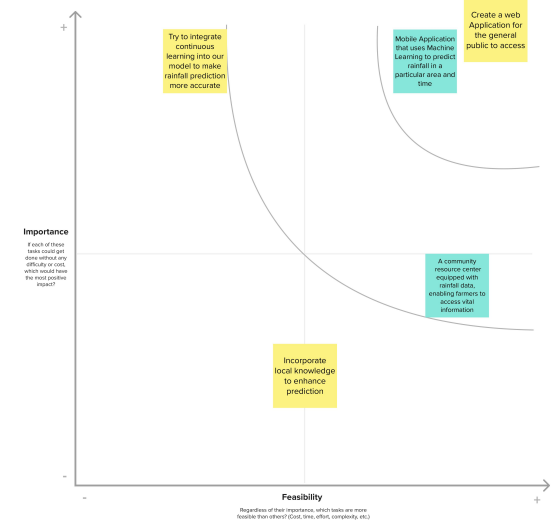 +
Create a web
Application for
the general
public to access
Try to integrate
continuous
learning into our
model to make
rainfall prediction
more accurate
Mobile Application
that uses Machine
Learning to predict
rainfall in a
particular area and
time
Importance
If each of these
tasks could get
done without any
difficulty or cost,
which would have
the most positive
impact?
A community
resource center
equipped with
rainfall data,
enabling farmers to
access vital
information
Incorporate
local knowledge
to enhance
prediction
-
-
Feasibility
+
Regardless of their importance, which tasks are more
feasible than others? (Cost, time, effort, complexity, etc.)